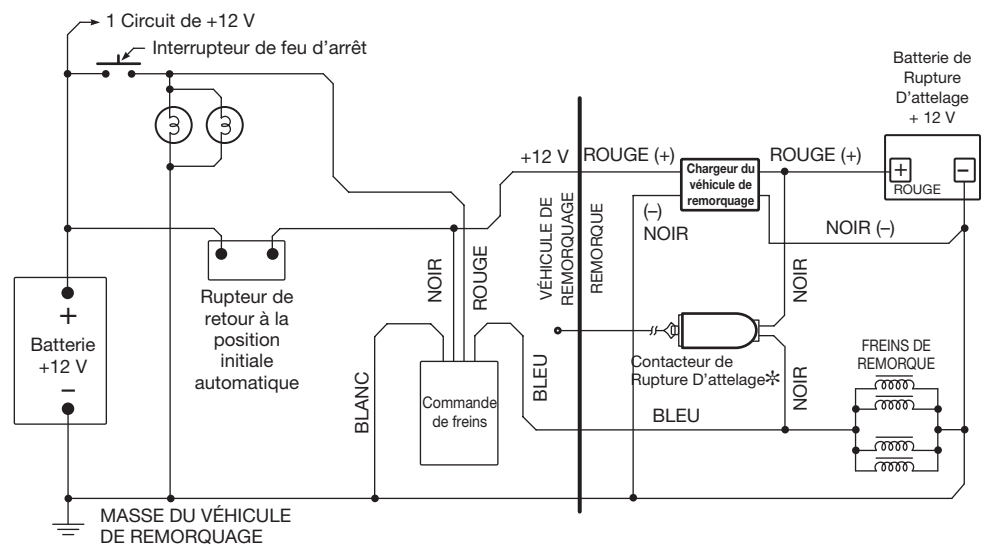 1 Circuit de +12 V
Interrupteur de feu d'arrêt
Batterie de
Rupture
D'attelage
+ 12 V
+12 V
ROUGE (+)
Chargeur du
véhicule de
remorquage
ROUGE (+)
+
−
ROUGE
(–)
NOIR
NOIR (–)
VÉHICULE DE
REMORQUAGE
REMORQUE
NOIR
ROUGE
NOIR
+
Batterie
+12 V
−
Rupteur de
retour à la
position
initiale
automatique
BLANC
Commande
de freins
BLEU
Contacteur de
Rupture D'attelage*
NOIR
FREINS DE
REMORQUE
BLEU
MASSE DU VÉHICULE
DE REMORQUAGE